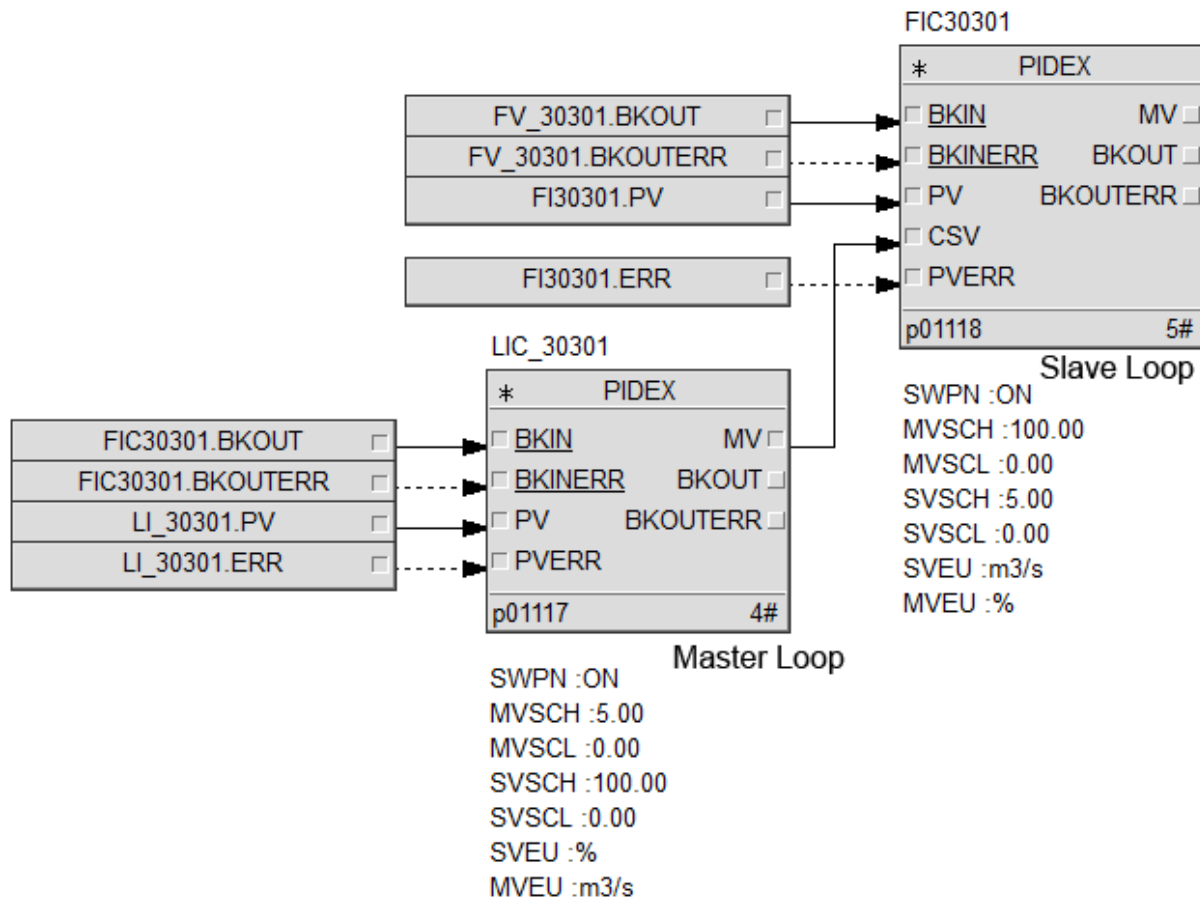 FIC30301
* PIDEX
FV_30301.BKOUT
FV_30301.BKOUTERR
FI30301.PV
FI30301.ERR
BKIN MV
BKINERR BKOUT
PV BKOUTERR
CSV
PVERR
p01118 5#
Slave Loop
SWPN :ON
MVSCH :100.00
MVSCL :0.00
SVSCH :5.00
SVSCL :0.00
SVEU :m3/s
MVEU :%
LIC_30301
* PIDEX
FIC30301.BKOUT
FIC30301.BKOUTERR
LI_30301.PV
LI_30301.ERR
BKIN MV
BKINERR BKOUT
PV BKOUTERR
PVERR
p01117 4#
Master Loop
SWPN :ON
MVSCH :5.00
MVSCL :0.00
SVSCH :100.00
SVSCL :0.00
SVEU :%
MVEU :m3/s